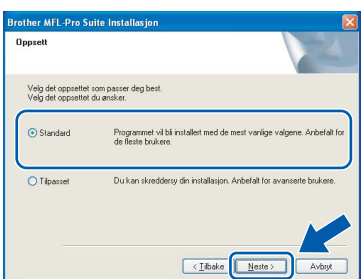 Brother MFL-Pro Suite Installasjon
Oppsett
Velg det oppsettet som passer deg best.
Velg det oppsettet du ønsker.
Standard Programmet vil bli installert med de mest vanlige valgene. Anbefalt for
de fleste brukere.
Tilpasset Du kan skreddersy din installasjon. Anbefalt for avanserte brukere.
< Tilbake Neste > Avbryt